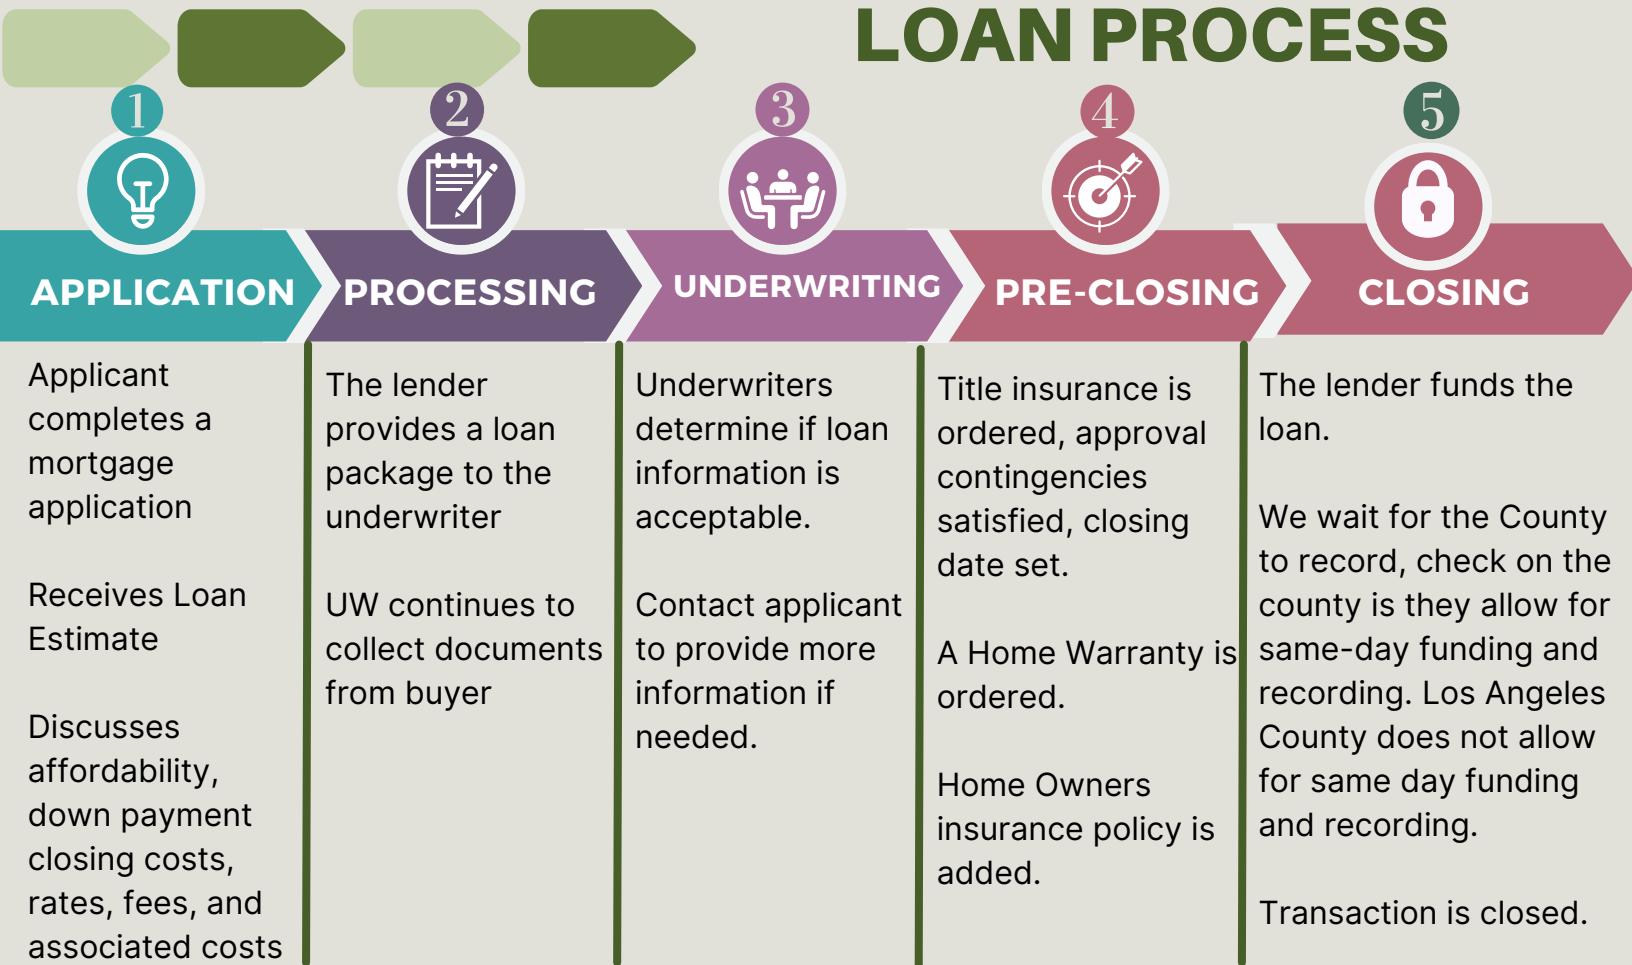 LOAN PROCESS
1
2
3
4
5
APPLICATION
PROCESSING
UNDERWRITING
PRE-CLOSING
CLOSING
Applicant
completes a
mortgage
application
Receives Loan
Estimate
Discusses
affordability,
down payment
closing costs,
rates, fees, and
associated costs
The lender
provides a loan
package to the
underwriter
UW continues to
collect documents
from buyer
Underwriters
determine if loan
information is
acceptable.
Contact applicant
to provide more
information if
needed.
Title insurance is
ordered, approval
contingencies
satisfied, closing
date set.
A Home Warranty is
ordered.
Home Owners
insurance policy is
added.
The lender funds the
loan.
We wait for the County
to record, check on the
county is they allow for
same-day funding and
recording. Los Angeles
County does not allow
for same day funding
and recording.
Transaction is closed.